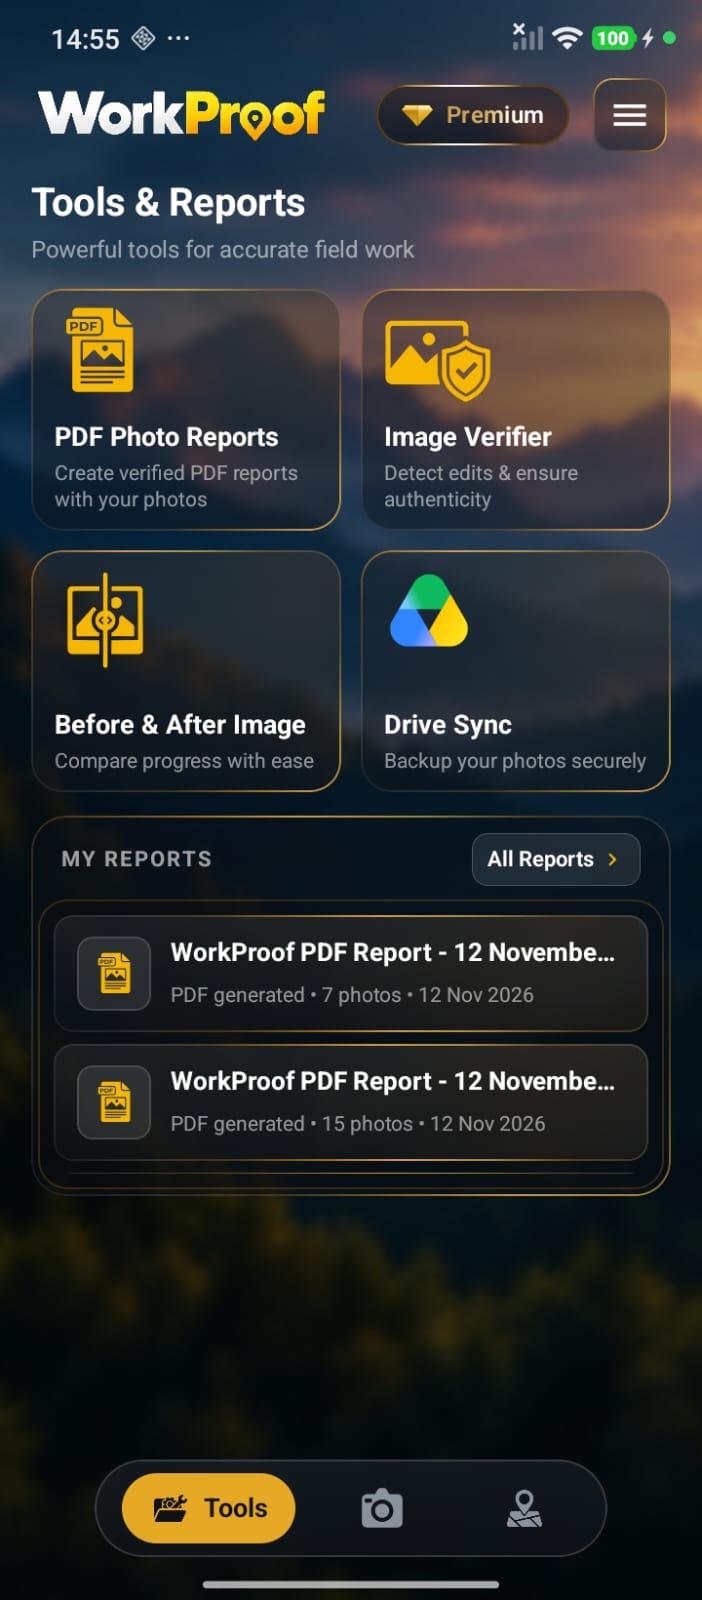 14:55
100
WorkProof
Premium
Tools & Reports
Powerful tools for accurate field work
PDF
PDF Photo Reports
Create verified PDF reports
with your photos
Image Verifier
Detect edits & ensure
authenticity
Before & After Image
Compare progress with ease
Drive Sync
Backup your photos securely
MY REPORTS
All Reports
PDF
WorkProof PDF Report - 12 Novembe...
PDF generated • 7 photos • 12 Nov 2026
PDF
WorkProof PDF Report - 12 Novembe...
PDF generated • 15 photos • 12 Nov 2026
Tools